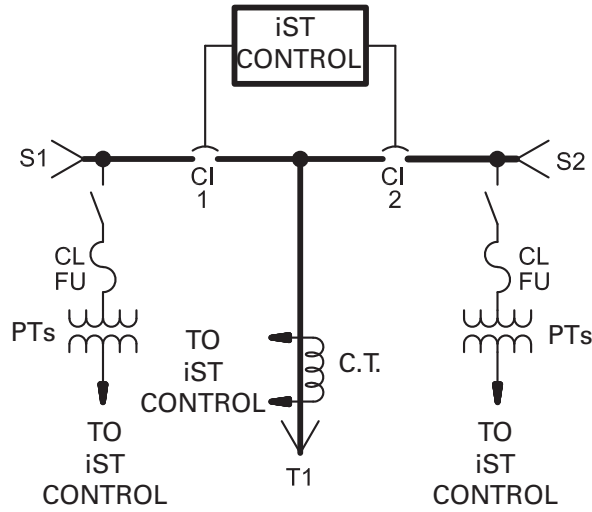 iST
CONTROL
S1
CI
1
CI
2
S2
CL
FU
PTs
TO
iST
CONTROL
TO
iST
CONTROL
C.T.
T1
CL
FU
PTs
TO
iST
CONTROL